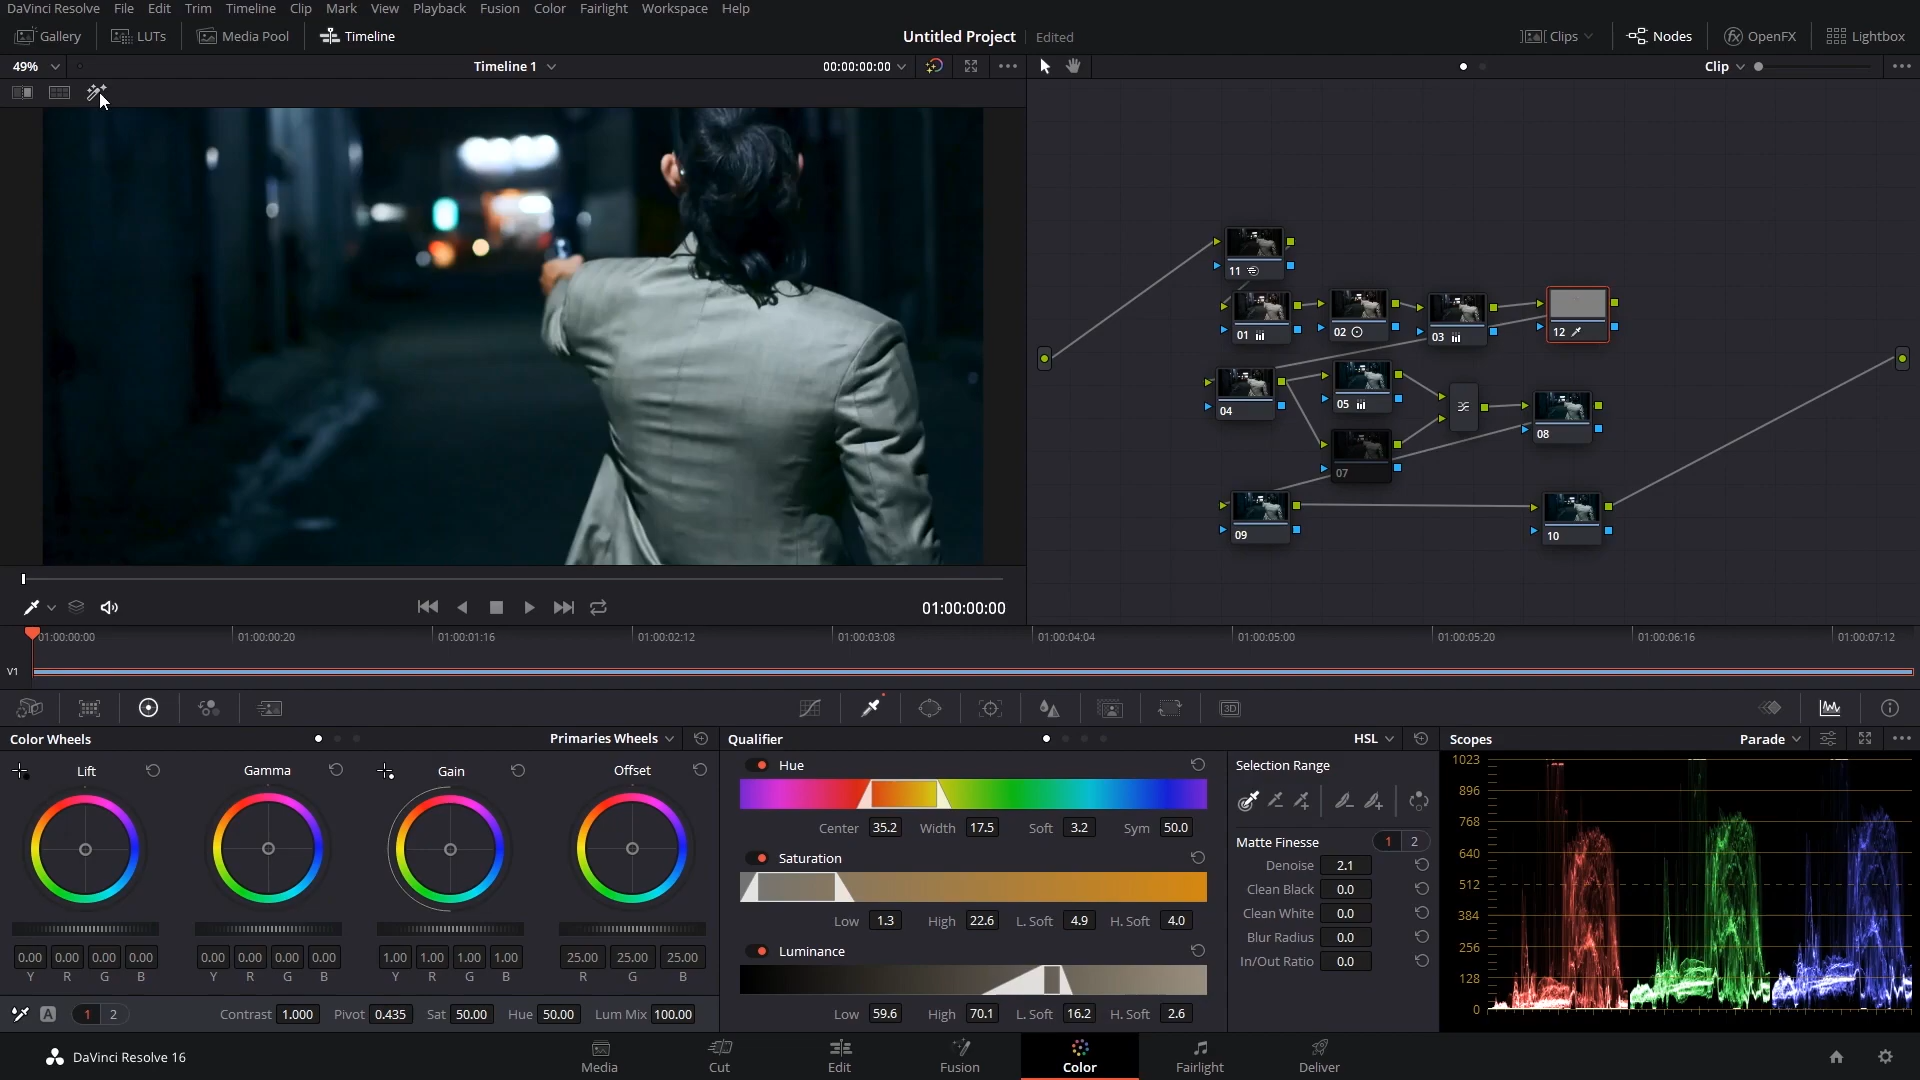 DaVinci Resolve File Edit Trim Timeline Clip Mark View Playback Fusion Color Fairlight Workspace Help
Gallery LUTs Media Pool Timeline Untitled Project Edited Clips Nodes OpenFX Lightbox
49% Timeline 1 00:00:00:00 Clip
11
01 02 03 12
04 05 08
07
09 10
01:00:00:00
01:00:00:00 01:00:00:20 01:00:01:16 01:00:02:12 01:00:03:08 01:00:04:04 01:00:05:00 01:00:05:20 01:00:06:16 01:00:07:12
V1
3D
Color Wheels Primaries Wheels
Lift Gamma Gain Offset
0.00 0.00 0.00 0.00 0.00 0.00 0.00 0.00 1.00 1.00 1.00 1.00 25.00 25.00 25.00
Y R G B Y R G B Y R G B R G B
A 1 2 Contrast 1.000 Pivot 0.435 Sat 50.00 Hue 50.00 Lum Mix 100.00
Qualifier HSL
Hue
Center 35.2 Width 17.5 Soft 3.2 Sym 50.0
Saturation
Low 1.3 High 22.6 L. Soft 4.9 H. Soft 4.0
Luminance
Low 59.6 High 70.1 L. Soft 16.2 H. Soft 2.6
Selection Range
Matte Finesse 1 2
Denoise 2.1
Clean Black 0.0
Clean White 0.0
Blur Radius 0.0
In/Out Ratio 0.0
Scopes Parade
1023
896
768
640
512
384
256
128
0
DaVinci Resolve 16 Media Cut Edit Fusion Color Fairlight Deliver